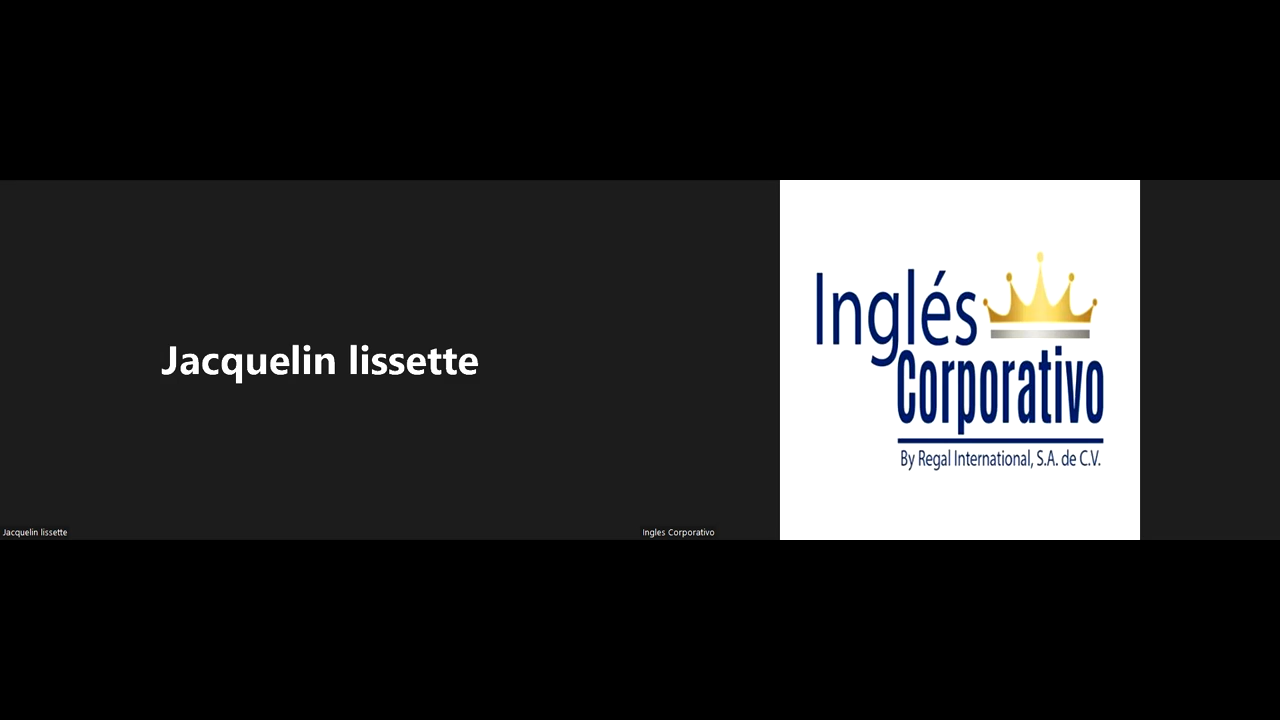 Jacquelin lissette
Jacquelin lissette
Inglés
Corporativo
By Regal International, S.A. de C.V.
Ingles Corporativo